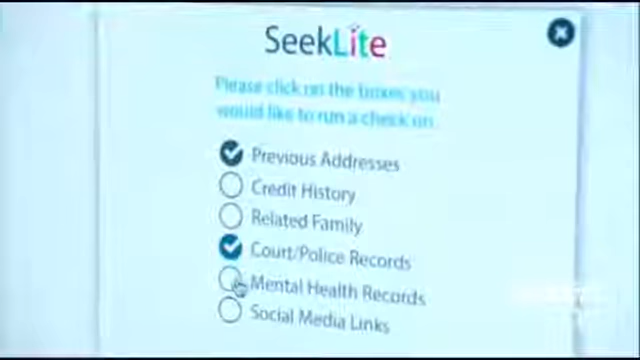 SeekLite
Please click on the boxes you
would like to run a check on.
Previous Addresses
Credit History
Related Family
Court/Police Records
Mental Health Records
Social Media Links